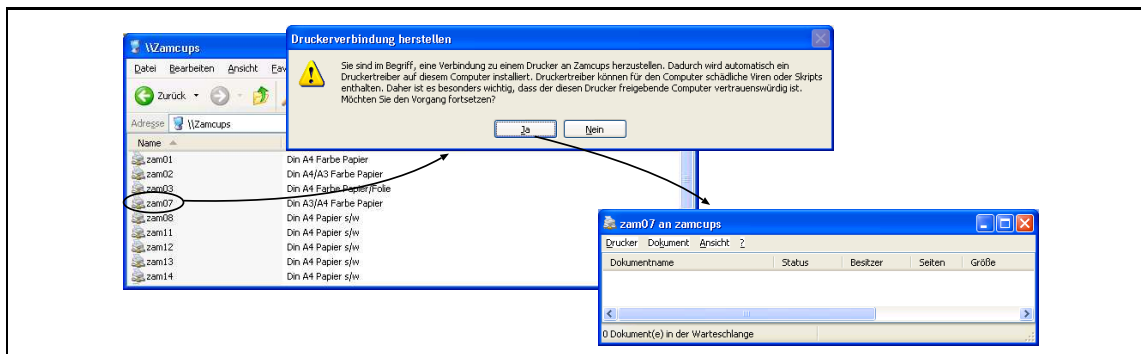 \\Zamcups
Datei Bearbeiten Ansicht Fav
Zurück
Adresse \\Zamcups
Name
zam01 Din A4 Farbe Papier
zam02 Din A4/A3 Farbe Papier
zam03 Din A4 Farbe Papier/Folie
zam07 Din A3/A4 Farbe Papier
zam08 Din A4 Papier s/w
zam11 Din A4 Papier s/w
zam12 Din A4 Papier s/w
zam13 Din A4 Papier s/w
zam14 Din A4 Papier s/w
Druckerverbindung herstellen
Sie sind im Begriff, eine Verbindung zu einem Drucker an Zamcups herzustellen. Dadurch wird automatisch ein
Druckertreiber auf diesem Computer installiert. Druckertreiber können für den Computer schädliche Viren oder Skripts
enthalten. Daher ist es besonders wichtig, dass der diesen Drucker freigebende Computer vertrauenswürdig ist.
Möchten Sie den Vorgang fortsetzen?
Ja Nein
zam07 an zamcups
Drucker Dokument Ansicht ?
Dokumentname Status Besitzer Seiten Größe
0 Dokument(e) in der Warteschlange